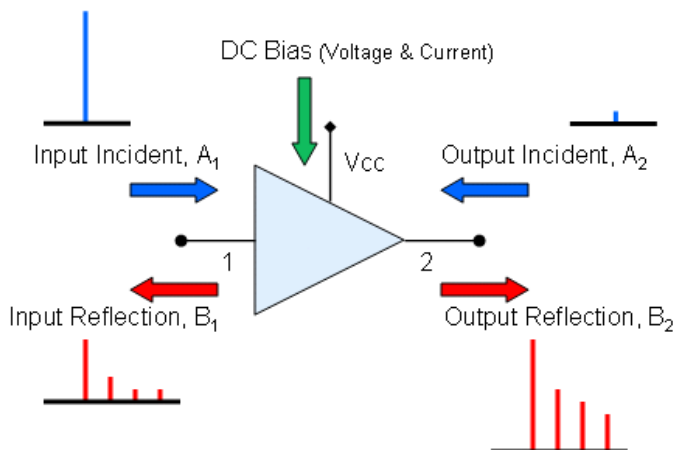 DC Bias (Voltage & Current)
Input Incident, A₁
Vcc
Output Incident, A₂
1
2
Input Reflection, B₁
Output Reflection, B₂